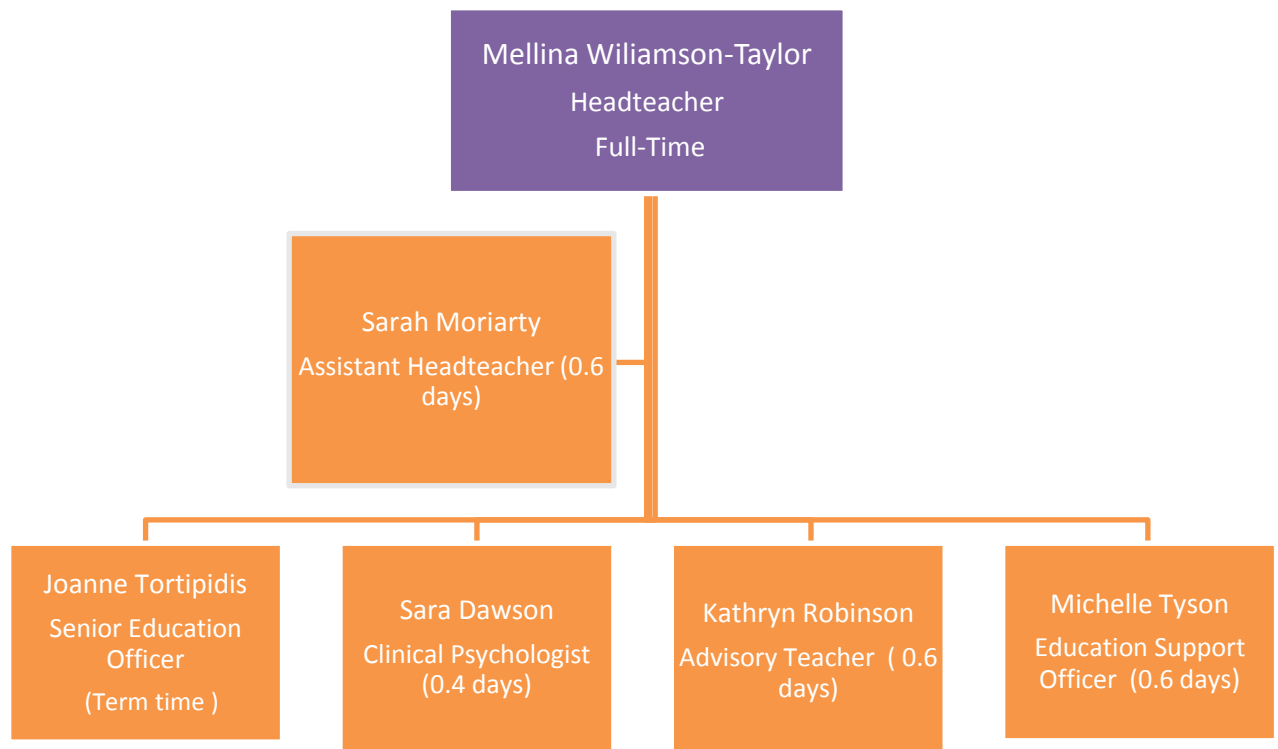 Mellina Wiliamson-Taylor
Headteacher
Full-Time
Sarah Moriarty
Assistant Headteacher (0.6
days)
Joanne Tortipidis
Senior Education
Officer
(Term time )
Sara Dawson
Clinical Psychologist
(0.4 days)
Kathryn Robinson
Advisory Teacher ( 0.6
days)
Michelle Tyson
Education Support
Officer (0.6 days)